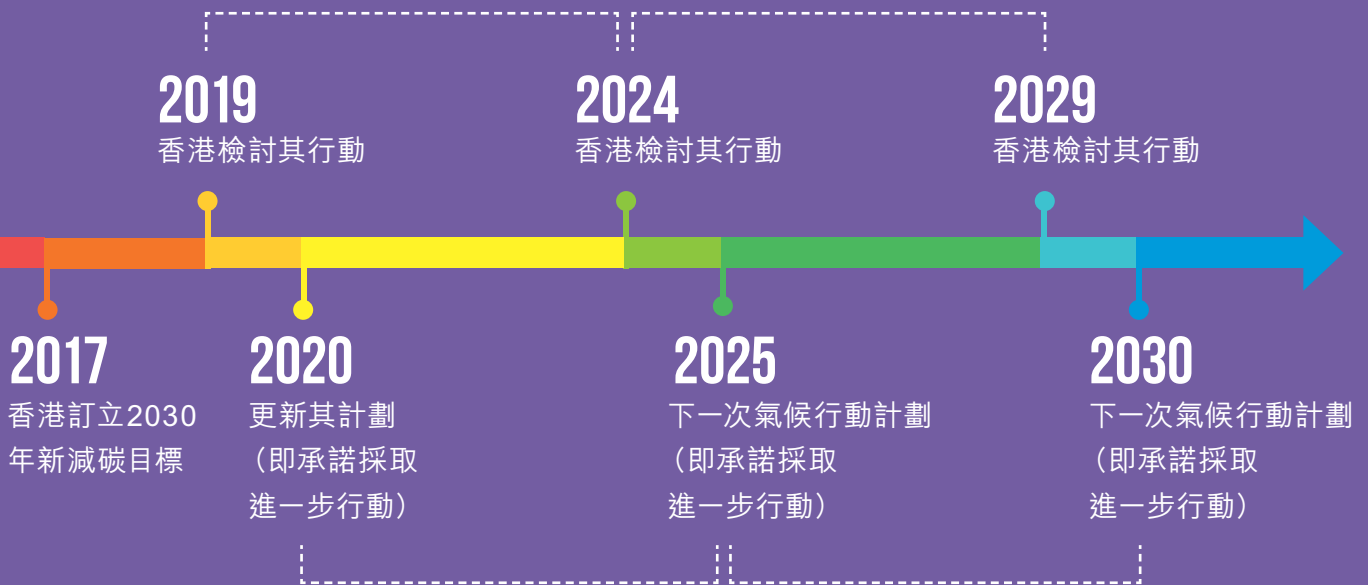 2019
香港檢討其行動
2024
香港檢討其行動
2029
香港檢討其行動
2017
香港訂立2030
年新減碳目標
2020
更新其計劃
（即承諾採取
進一步行動）
2025
下一次氣候行動計劃
（即承諾採取
進一步行動）
2030
下一次氣候行動計劃
（即承諾採取
進一步行動）